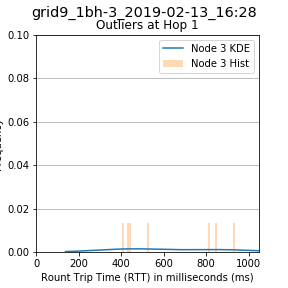 grid9_1bh-3_2019-02-13_16:28
Outliers at Hop 1
0.10
0.08
0.06
0.04
0.02
0.00
Node 3 KDE
Node 3 Hist
0 200 400 600 800 1000
Rount Trip Time (RTT) in milliseconds (ms)